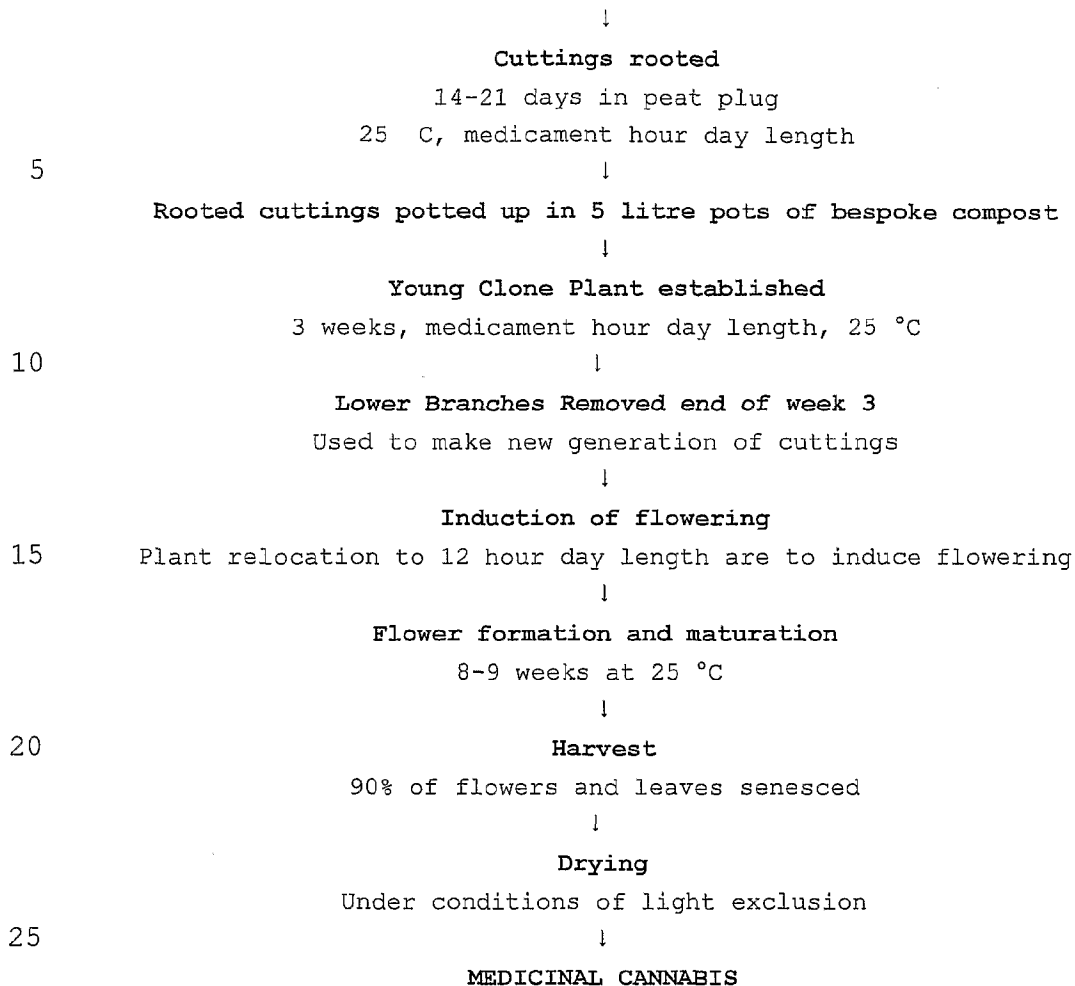 ↓
Cuttings rooted
14-21 days in peat plug
25 C, medicament hour day length
5 ↓
Rooted cuttings potted up in 5 litre pots of bespoke compost
↓
Young Clone Plant established
3 weeks, medicament hour day length, 25 °C
10 ↓
Lower Branches Removed end of week 3
Used to make new generation of cuttings
↓
Induction of flowering
15 Plant relocation to 12 hour day length are to induce flowering
↓
Flower formation and maturation
8-9 weeks at 25 °C
↓
20 Harvest
90% of flowers and leaves senesced
↓
Drying
Under conditions of light exclusion
25 ↓
MEDICINAL CANNABIS